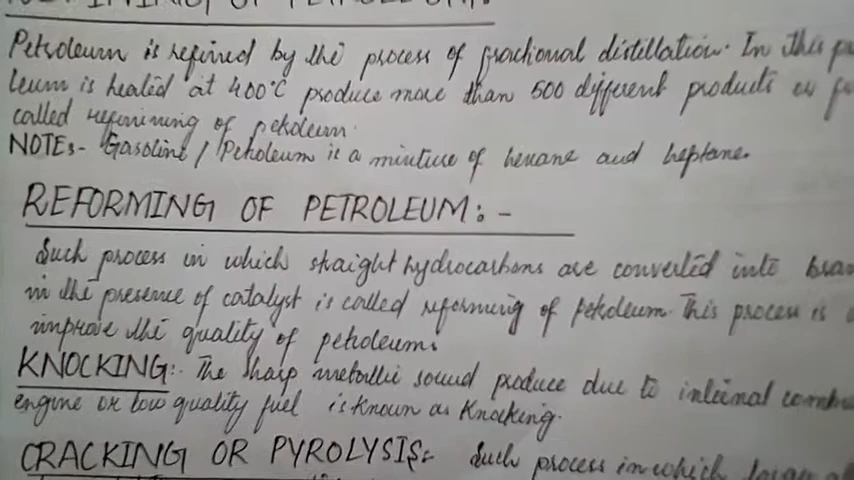 REFINING OF PETROLEUM:
Petroleum is refined by the process of fractional distillation. In this
leum is heated at 400°C produce more than 500 different products
called refinining of petroleum.
NOTE:- Gasoline / Petroleum is a mixture of hexane and heptane.
REFORMING OF PETROLEUM: -
Such process in which straight hydrocarbons are converted into
in the presence of catalyst is called reforming of petroleum. This process is
improve the quality of petroleum.
KNOCKING:- The sharp metallic sound produce due to internal
engine or low quality fuel is known as Knocking.
CRACKING OR PYROLYSIS:- Such process in which